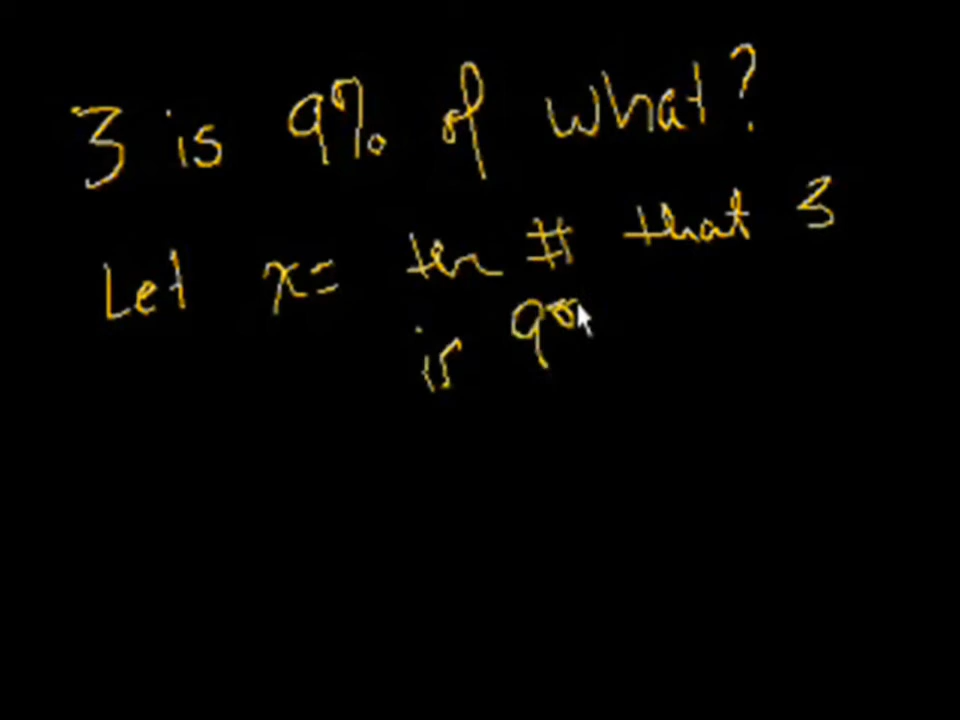 3 is 9% of what?
Let x= the # that 3
is 9%